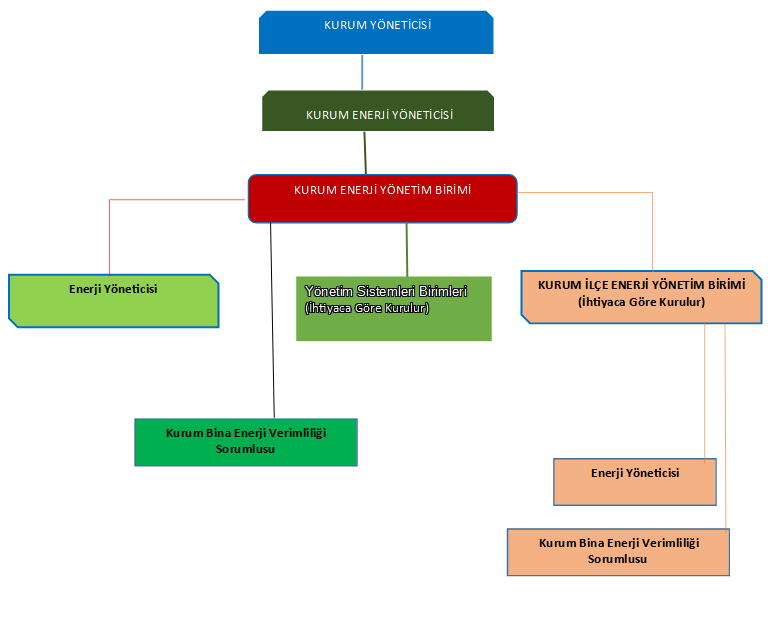 KURUM YÖNETİCİSİ
KURUM ENERJİ YÖNETİCİSİ
KURUM ENERJİ YÖNETİM BİRİMİ
Enerji Yöneticisi
Yönetim Sistemleri Birimleri
(İhtiyaca Göre Kurulur)
KURUM İLÇE ENERJİ YÖNETİM BİRİMİ
(İhtiyaca Göre Kurulur)
Kurum Bina Enerji Verimliliği
Sorumlusu
Enerji Yöneticisi
Kurum Bina Enerji Verimliliği
Sorumlusu